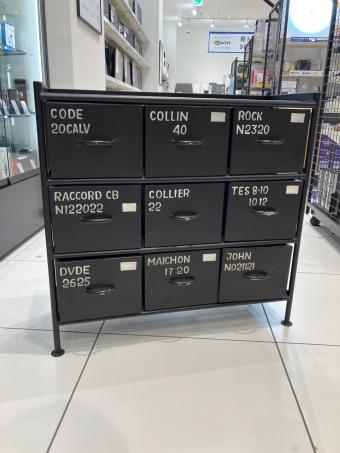 CODE
20CALV
COLLIN
40
ROCK
N2320
RACCORD CB
N122022
COLLIER
22
TES 8-10
1012
DVDE
2625
MAICHON
17 20
JOHN
NO21121